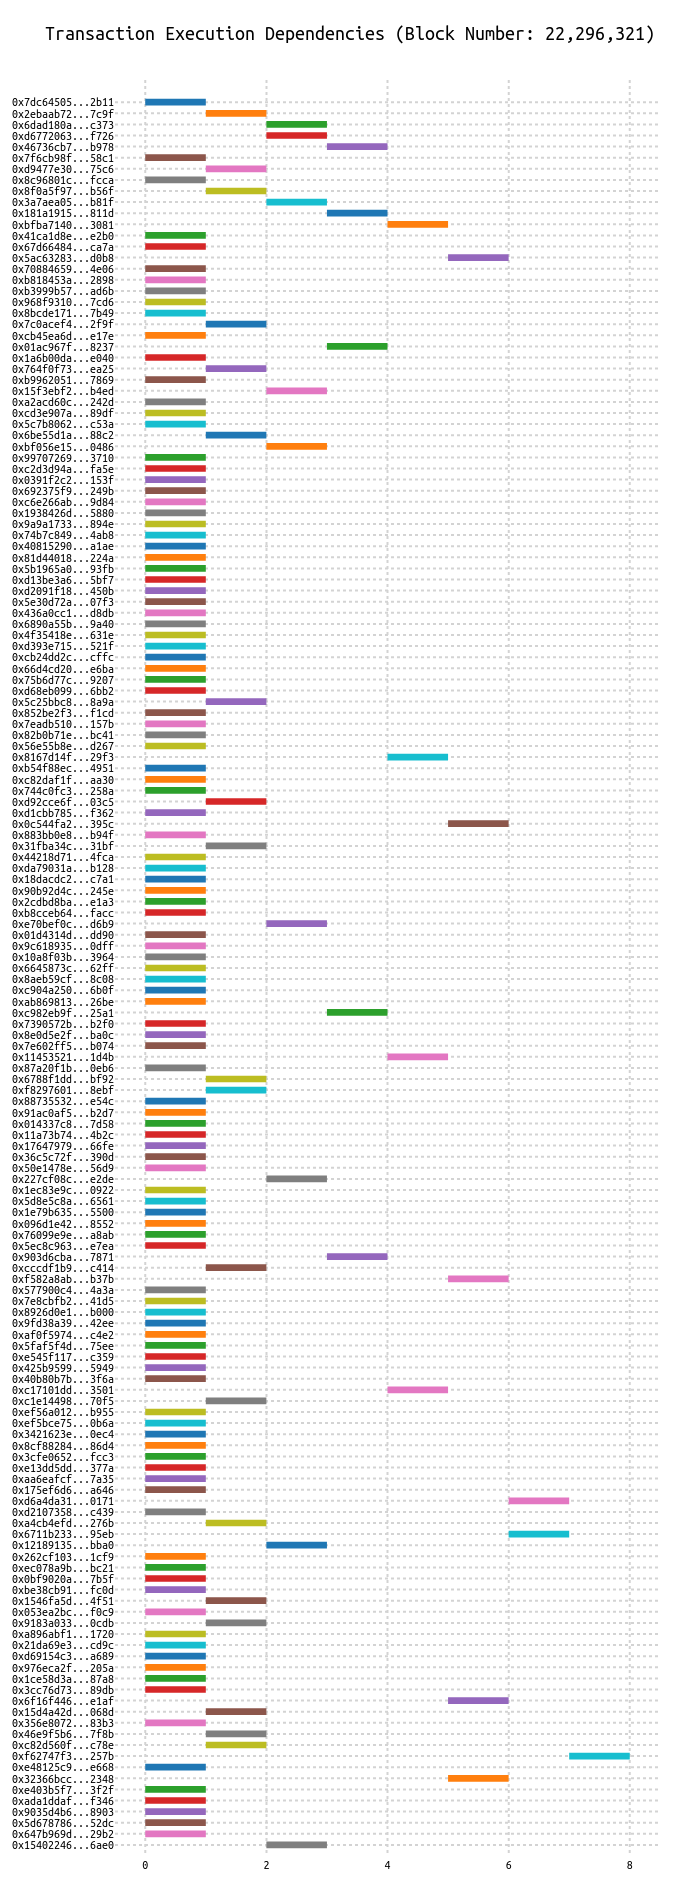 Transaction Execution Dependencies (Block Number: 22,296,321)
0x7dc64505...2b11
0x2ebaab72...7c9f
0x6dad180a...c373
0xd6772063...f726
0x46736cb7...b978
0x7f6cb98f...58c1
0xd9477e30...75c6
0x8c96801c...fcca
0x8f0a5f97...b56f
0x3a7aea05...b81f
0x181a1915...811d
0xbfba7140...3081
0x41ca1d8e...e2b0
0x67d66484...ca7a
0x5ac63283...d0b8
0x70884659...4e06
0xb818453a...2898
0xb3999b57...ad6b
0x968f9310...7cd6
0x8bcde171...7b49
0x7c0acef4...2f9f
0xcb45ea6d...e17e
0x01ac967f...8237
0x1a6b00da...e040
0x764f0f73...ea25
0xb9962051...7869
0x15f3ebf2...b4ed
0xa2acd60c...242d
0xcd3e907a...89df
0x5c7b8062...c53a
0x6be55d1a...88c2
0xbf056e15...0486
0x99707269...3710
0xc2d3d94a...fa5e
0x0391f2c2...153f
0x692375f9...249b
0xc6e266ab...9d84
0x1938426d...5880
0x9a9a1733...894e
0x74b7c849...4ab8
0x40815290...a1ae
0x81d44018...224a
0x5b1965a0...93fb
0xd13be3a6...5bf7
0xd2091f18...450b
0x5e30d72a...07f3
0x436a0cc1...d8db
0x6890a55b...9a40
0x4f35418e...631e
0xd393e715...521f
0xcb24dd2c...cffc
0x66d4cd20...e6ba
0x75b6d77c...9207
0xd68eb099...6bb2
0x5c25bbc8...8a9a
0x852be2f3...f1cd
0x7eadb510...157b
0x82b0b71e...bc41
0x56e55b8e...d267
0x8167d14f...29f3
0xb54f88ec...4951
0xc82daf1f...aa30
0x744c0fc3...258a
0xd92cce6f...03c5
0xd1cbb785...f362
0x0c544fa2...395c
0x883bb0e8...b94f
0x31fba34c...31bf
0x44218d71...4fca
0xda79031a...b128
0x18dacdc2...c7a1
0x90b92d4c...245e
0x2cdbd8ba...e1a3
0xb8cceb64...facc
0xe70bef0c...d6b9
0x01d4314d...dd90
0x9c618935...0dff
0x10a8f03b...3964
0x6645873c...62ff
0x8aeb59cf...8c08
0xc904a250...6b0f
0xab869813...26be
0xc982eb9f...25a1
0x7390572b...b2f0
0x8e0d5e2f...ba0c
0x7e602ff5...b074
0x11453521...1d4b
0x87a20f1b...0eb6
0x6788f1dd...bf92
0xf8297601...8ebf
0x88735532...e54c
0x91ac0af5...b2d7
0x014337c8...7d58
0x11a73b74...4b2c
0x17647979...66fe
0x36c5c72f...390d
0x50e1478e...56d9
0x227cf08c...e2de
0x1ec83e9c...0922
0x5d8e5c8a...6561
0x1e79b635...5500
0x096d1e42...8552
0x76099e9e...a8ab
0x5ec8c963...e7ea
0x903d6cba...7871
0xcccdf1b9...c414
0xf582a8ab...b37b
0x577900c4...4a3a
0x7e8cbfb2...41d5
0x8926d0e1...b000
0x9fd38a39...42ee
0xaf0f5974...c4e2
0x5faf5f4d...75ee
0xe545f117...c359
0x425b9599...5949
0x40b80b7b...3f6a
0xc17101dd...3501
0xc1e14498...70f5
0xef56a012...b955
0xef5bce75...0b6a
0x3421623e...0ec4
0x8cf88284...86d4
0x3cfe0652...fcc3
0xe13dd5dd...377a
0xaa6eafcf...7a35
0x175ef6d6...a646
0xd6a4da31...0171
0xd2107358...c439
0xa4cb4efd...276b
0x6711b233...95eb
0x12189135...bba0
0x262cf103...1cf9
0xec078a9b...bc21
0x0bf9020a...7b5f
0xbe38cb91...fc0d
0x1546fa5d...4f51
0x053ea2bc...f0c9
0x9183a033...0cdb
0xa896abf1...1720
0x21da69e3...cd9c
0xd69154c3...a689
0x976eca2f...205a
0x1ce58d3a...87a8
0x3cc76d73...89db
0x6f16f446...e1af
0x15d4a42d...068d
0x356e8072...83b3
0x46e9f5b6...7f8b
0xc82d560f...c78e
0xf62747f3...257b
0xe48125c9...e668
0x32366bcc...2348
0xe403b5f7...3f2f
0xada1ddaf...f346
0x9035d4b6...8903
0x5d678786...52dc
0x647b969d...29b2
0x15402246...6ae0
0 2 4 6 8